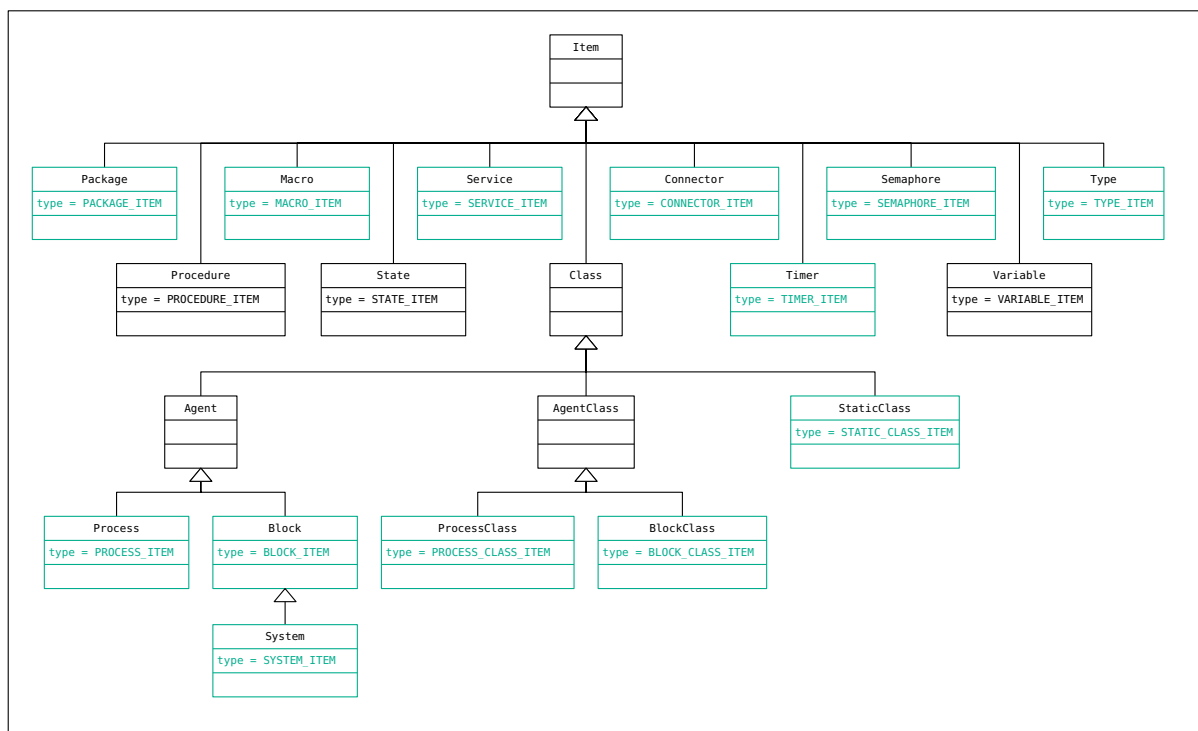 Item
Package
type = PACKAGE_ITEM
Macro
type = MACRO_ITEM
Service
type = SERVICE_ITEM
Connector
type = CONNECTOR_ITEM
Semaphore
type = SEMAPHORE_ITEM
Type
type = TYPE_ITEM
Procedure
type = PROCEDURE_ITEM
State
type = STATE_ITEM
Class
Timer
type = TIMER_ITEM
Variable
type = VARIABLE_ITEM
Agent
AgentClass
StaticClass
type = STATIC_CLASS_ITEM
Process
type = PROCESS_ITEM
Block
type = BLOCK_ITEM
ProcessClass
type = PROCESS_CLASS_ITEM
BlockClass
type = BLOCK_CLASS_ITEM
System
type = SYSTEM_ITEM